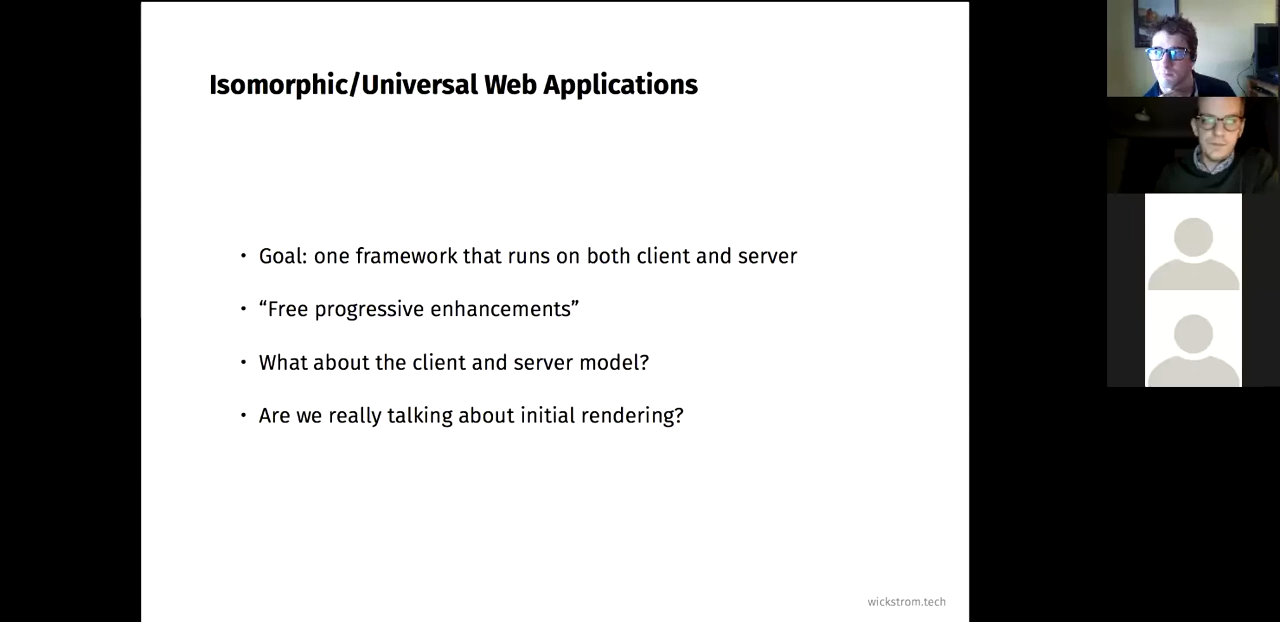 Isomorphic/Universal Web Applications
• Goal: one framework that runs on both client and server
• “Free progressive enhancements”
• What about the client and server model?
• Are we really talking about initial rendering?
wickstrom.tech